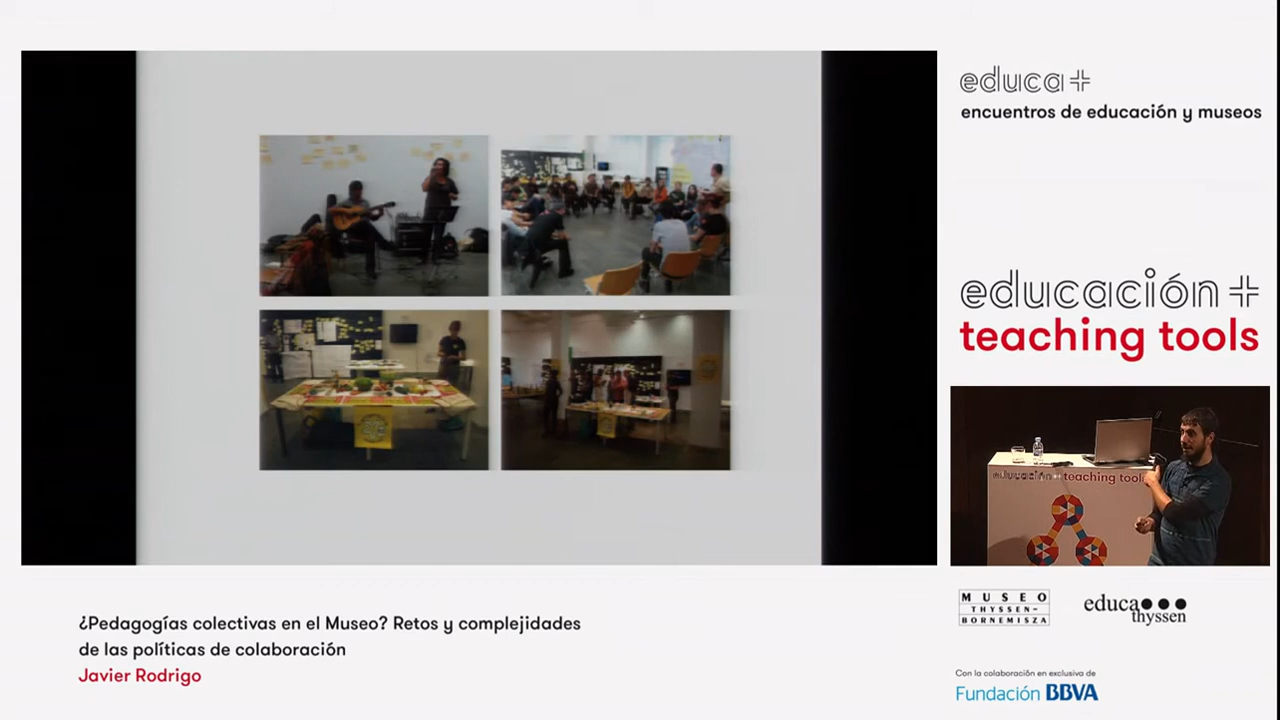 educa+
encuentros de educación y museos
educación+
teaching tools
educación+ teaching tools
¿Pedagogías colectivas en el Museo? Retos y complejidades
de las políticas de colaboración
Javier Rodrigo
MUSEO
THYSSEN-
BORNEMISZA
educa
thyssen
Con la colaboración en exclusiva de
Fundación BBVA